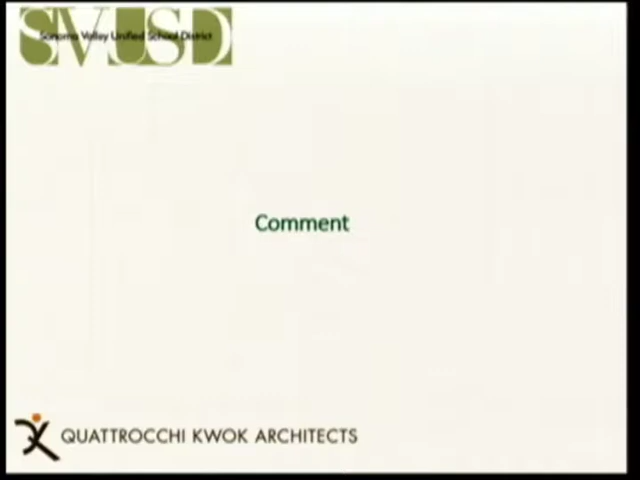 SVUSD
Sonoma Valley Unified School District
Comment
QUATTROCCHI KWOK ARCHITECTS